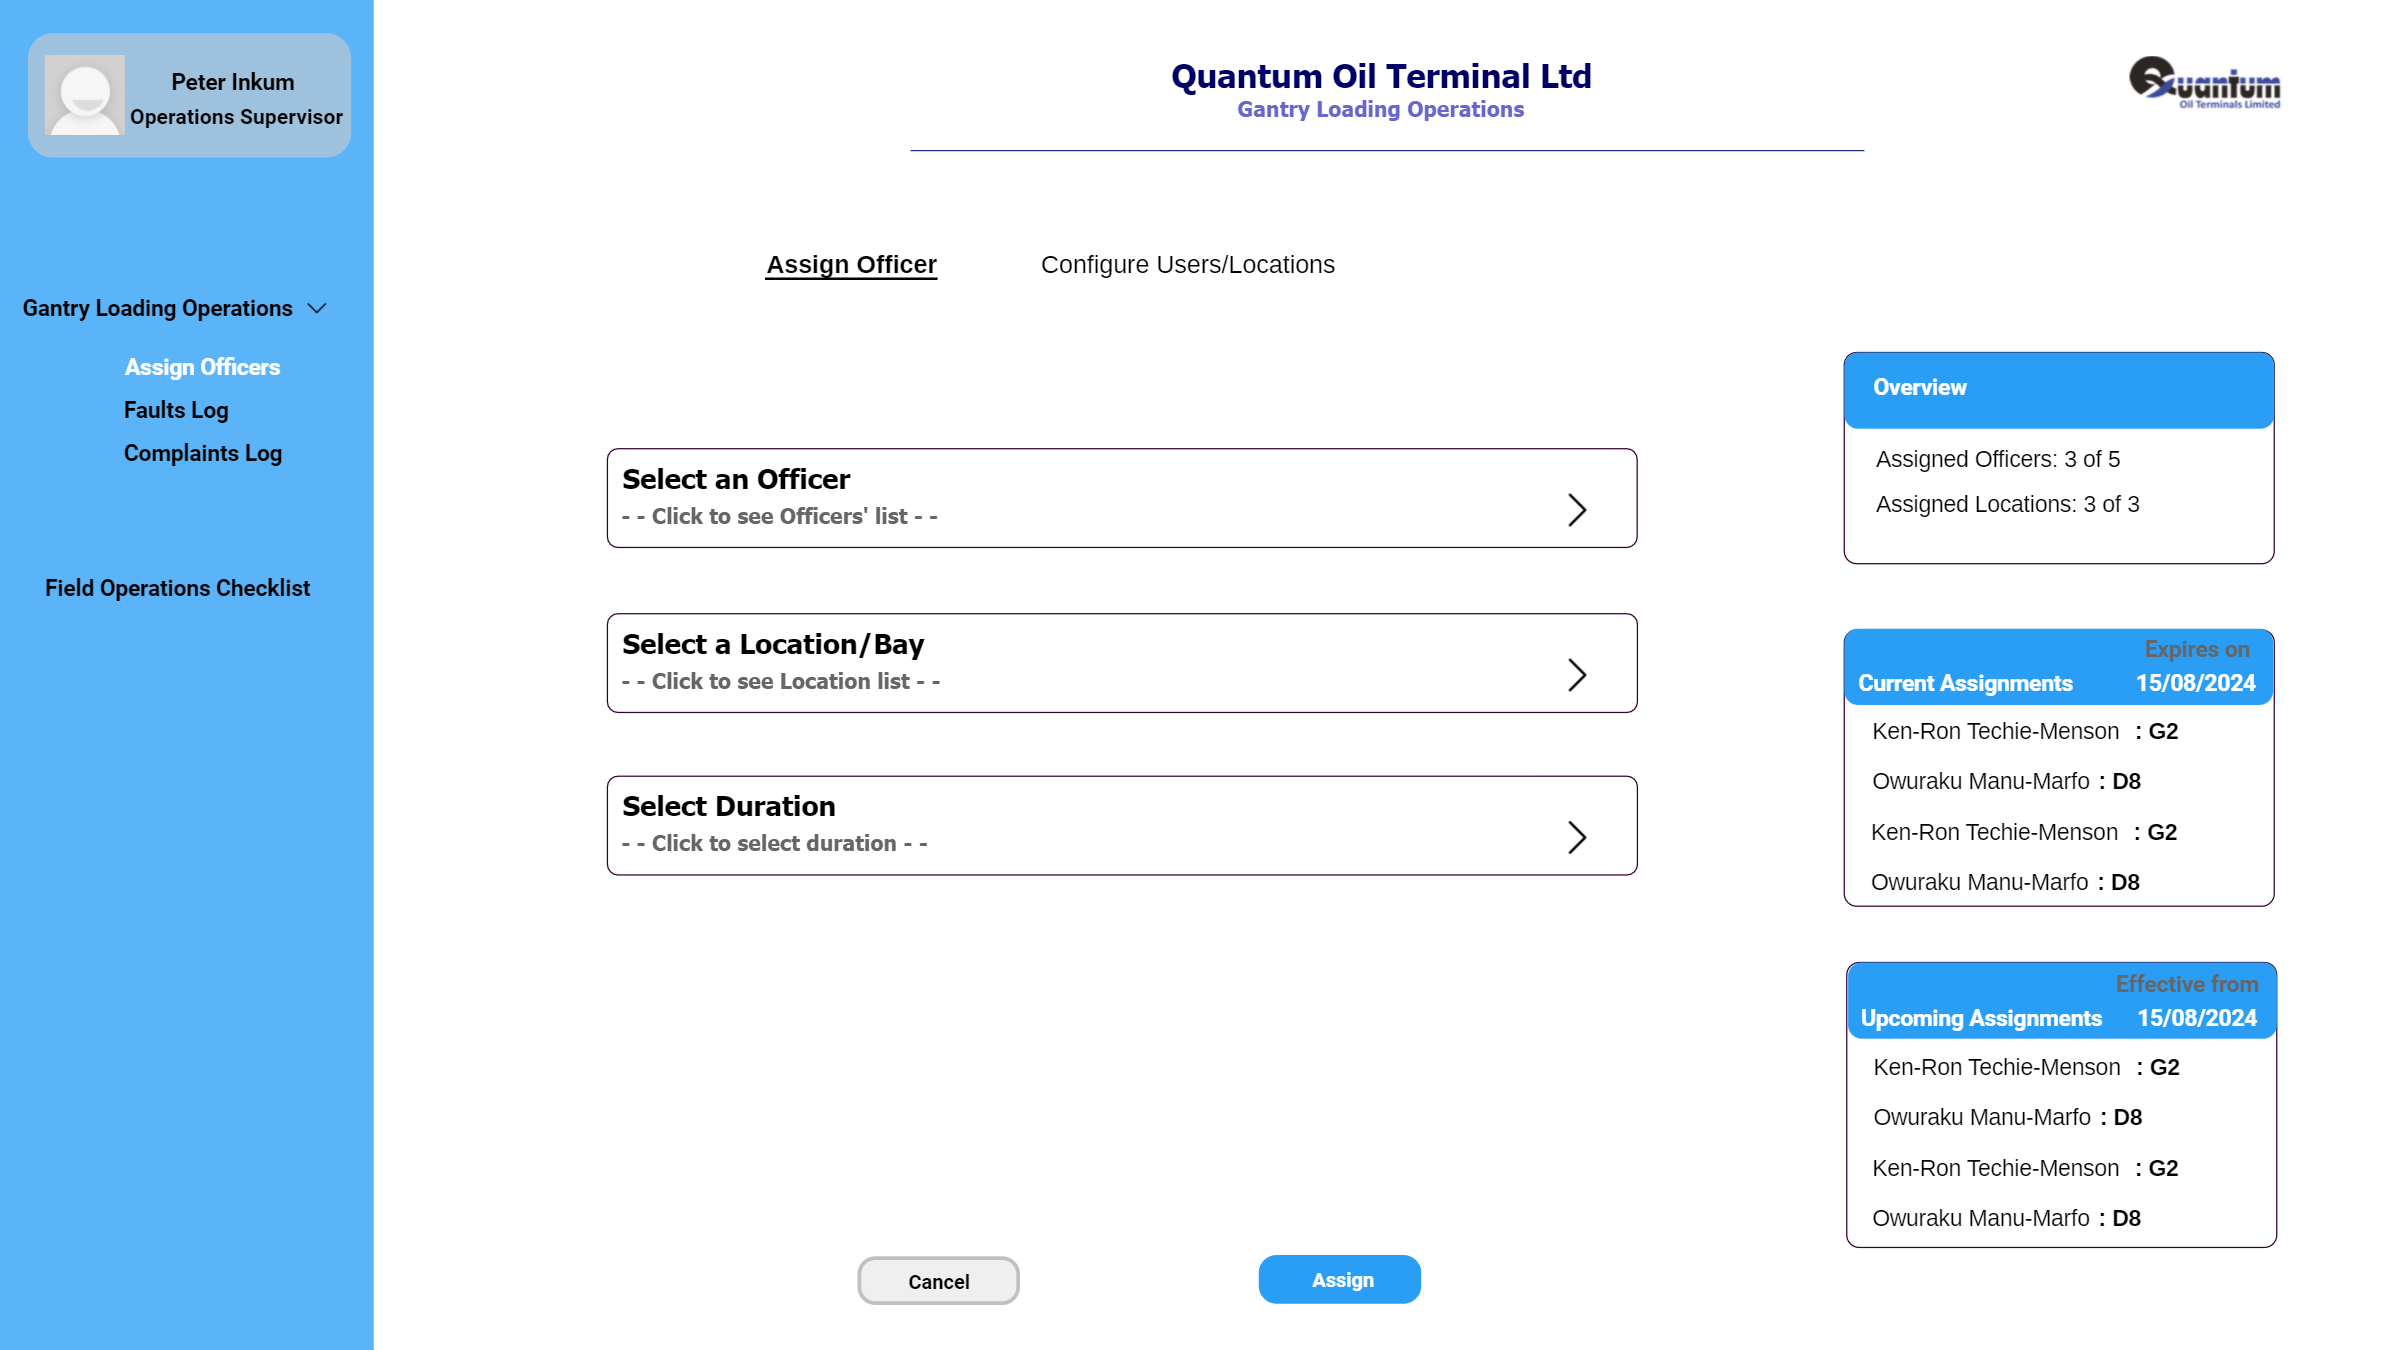 Peter Inkum
Operations Supervisor
Gantry Loading Operations
Assign Officers
Faults Log
Complaints Log
Field Operations Checklist
Quantum Oil Terminal Ltd
Gantry Loading Operations
Quantum
Oil Terminals Limited
Assign Officer
Configure Users/Locations
Select an Officer
- - Click to see Officers' list - -
Select a Location/Bay
- - Click to see Location list - -
Select Duration
- - Click to select duration - -
Cancel
Assign
Overview
Assigned Officers: 3 of 5
Assigned Locations: 3 of 3
Expires on
Current Assignments 15/08/2024
Ken-Ron Techie-Menson : G2
Owuraku Manu-Marfo : D8
Ken-Ron Techie-Menson : G2
Owuraku Manu-Marfo : D8
Effective from
Upcoming Assignments 15/08/2024
Ken-Ron Techie-Menson : G2
Owuraku Manu-Marfo : D8
Ken-Ron Techie-Menson : G2
Owuraku Manu-Marfo : D8